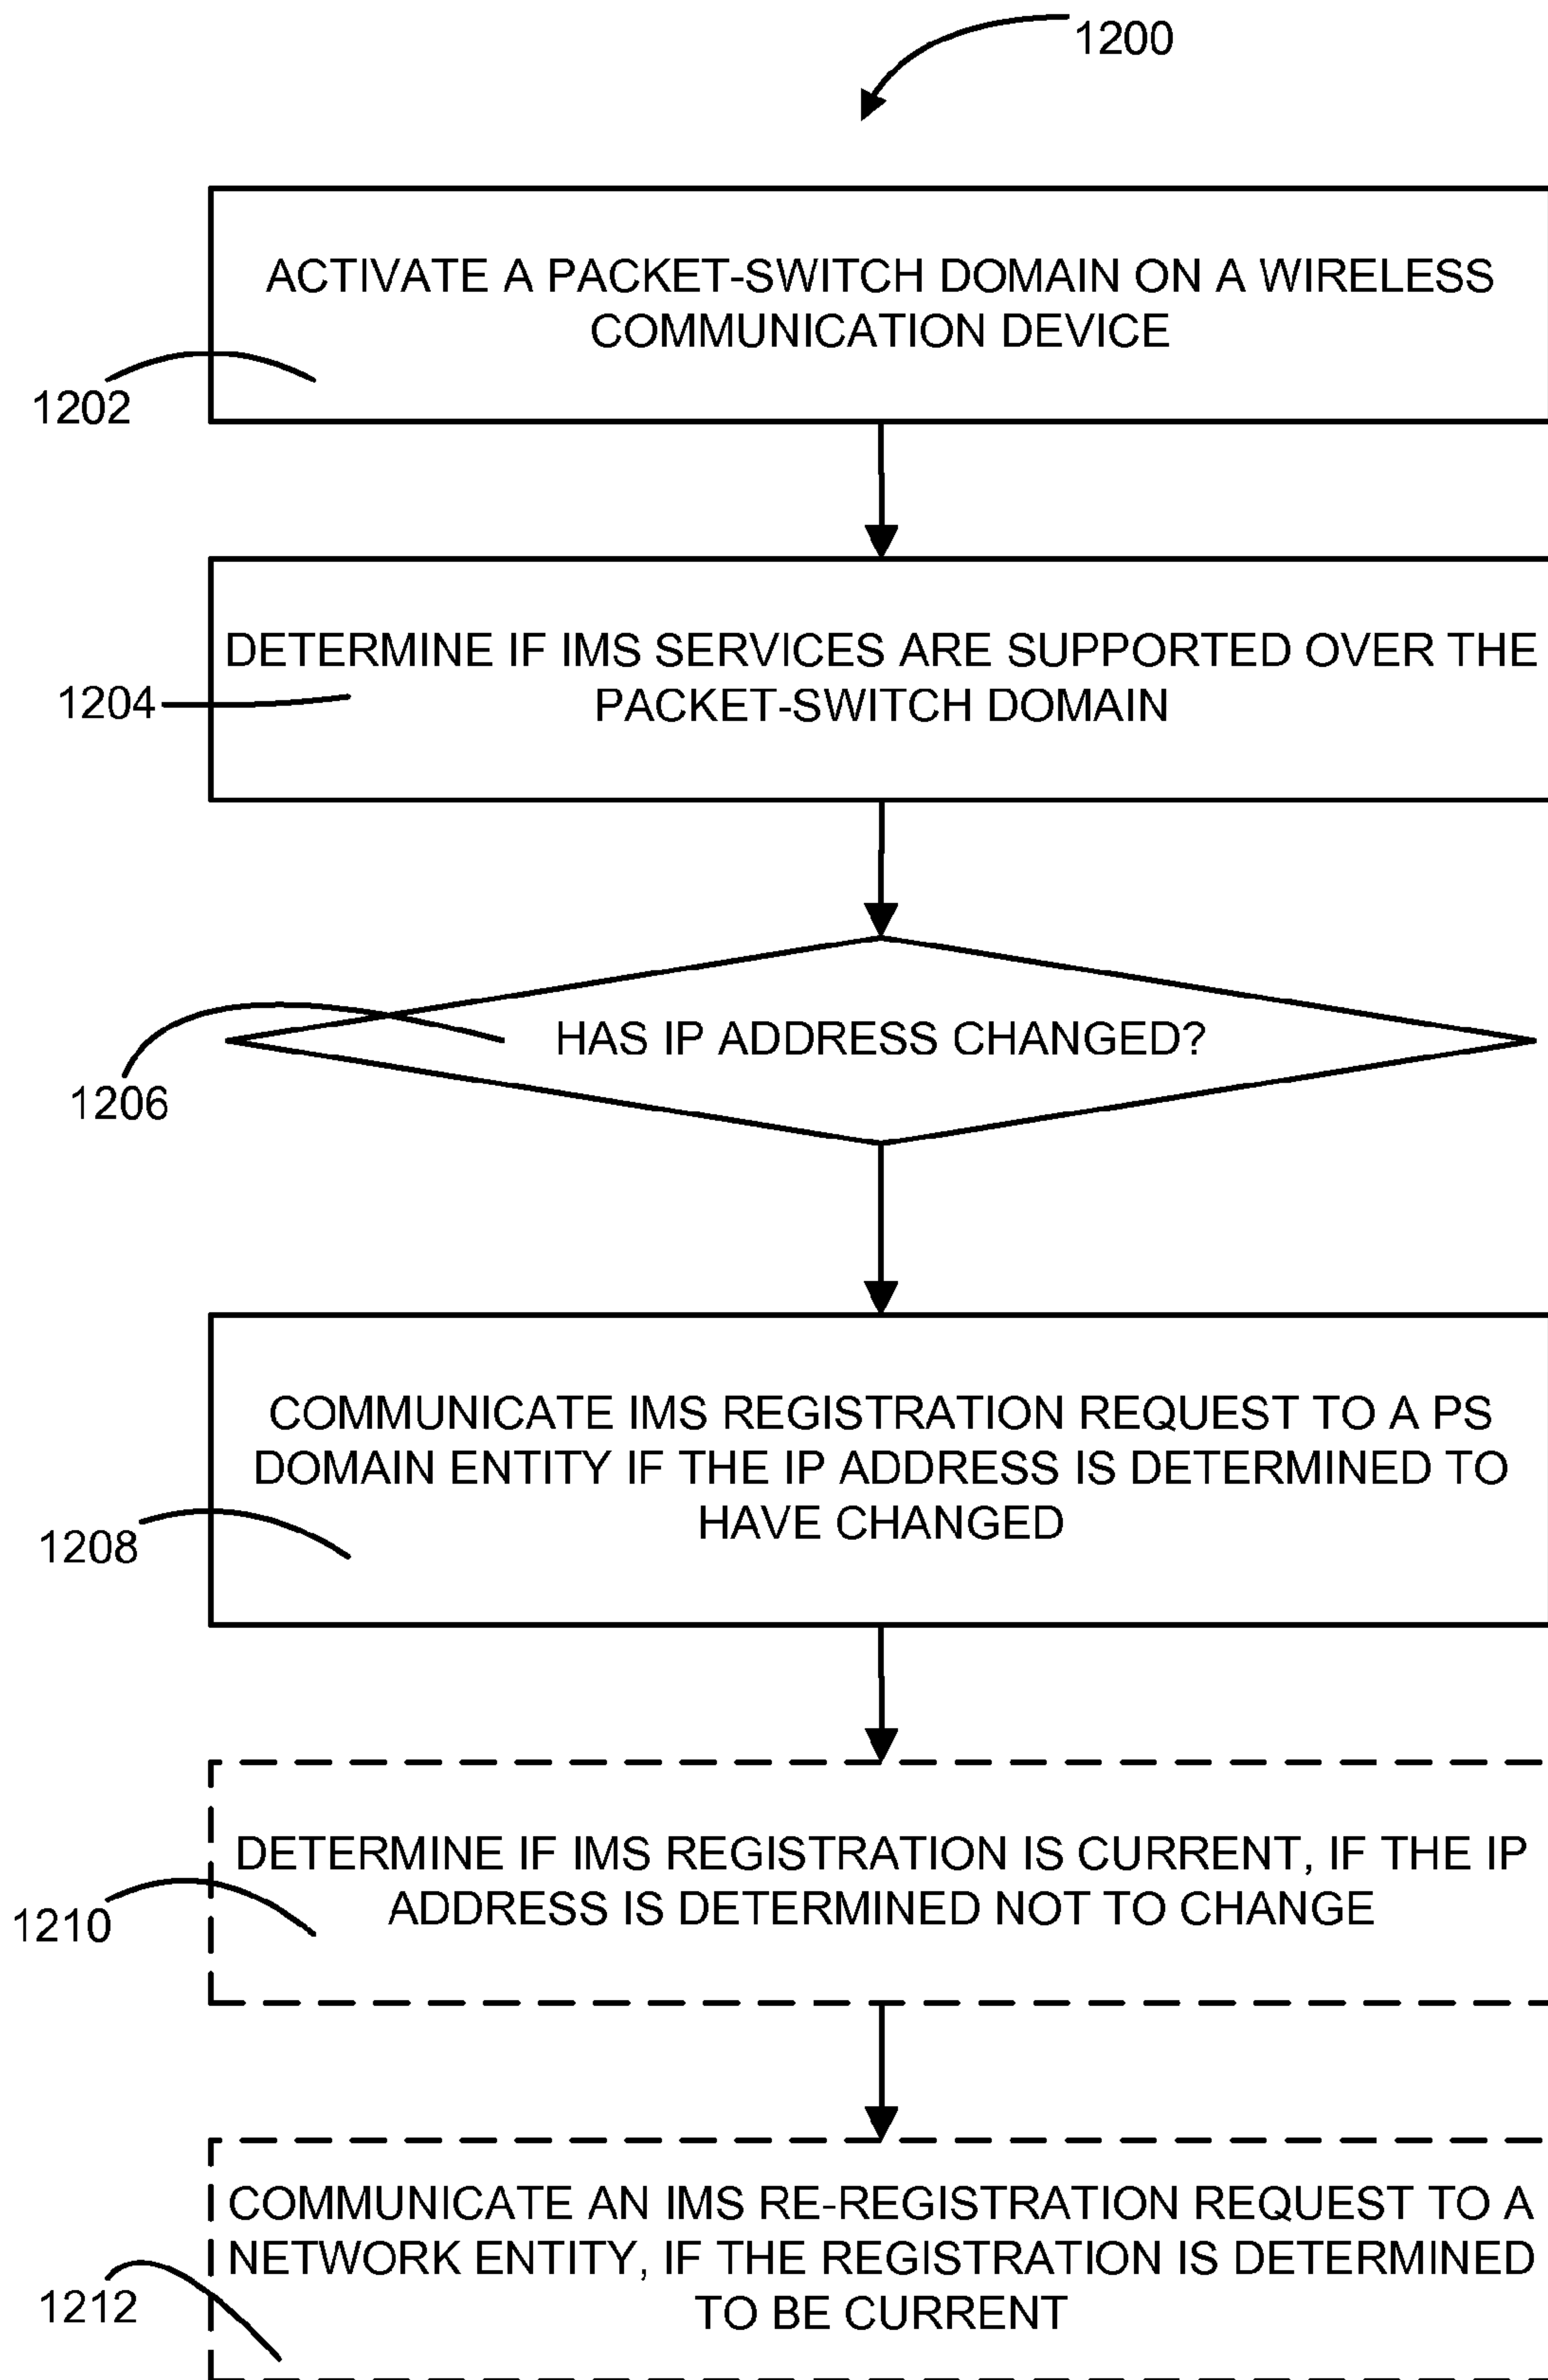 1200
ACTIVATE A PACKET-SWITCH DOMAIN ON A WIRELESS
COMMUNICATION DEVICE
1202
DETERMINE IF IMS SERVICES ARE SUPPORTED OVER THE
PACKET-SWITCH DOMAIN
1204
HAS IP ADDRESS CHANGED?
1206
COMMUNICATE IMS REGISTRATION REQUEST TO A PS
DOMAIN ENTITY IF THE IP ADDRESS IS DETERMINED TO
HAVE CHANGED
1208
DETERMINE IF IMS REGISTRATION IS CURRENT, IF THE IP
ADDRESS IS DETERMINED NOT TO CHANGE
1210
COMMUNICATE AN IMS RE-REGISTRATION REQUEST TO A
NETWORK ENTITY, IF THE REGISTRATION IS DETERMINED
TO BE CURRENT
1212